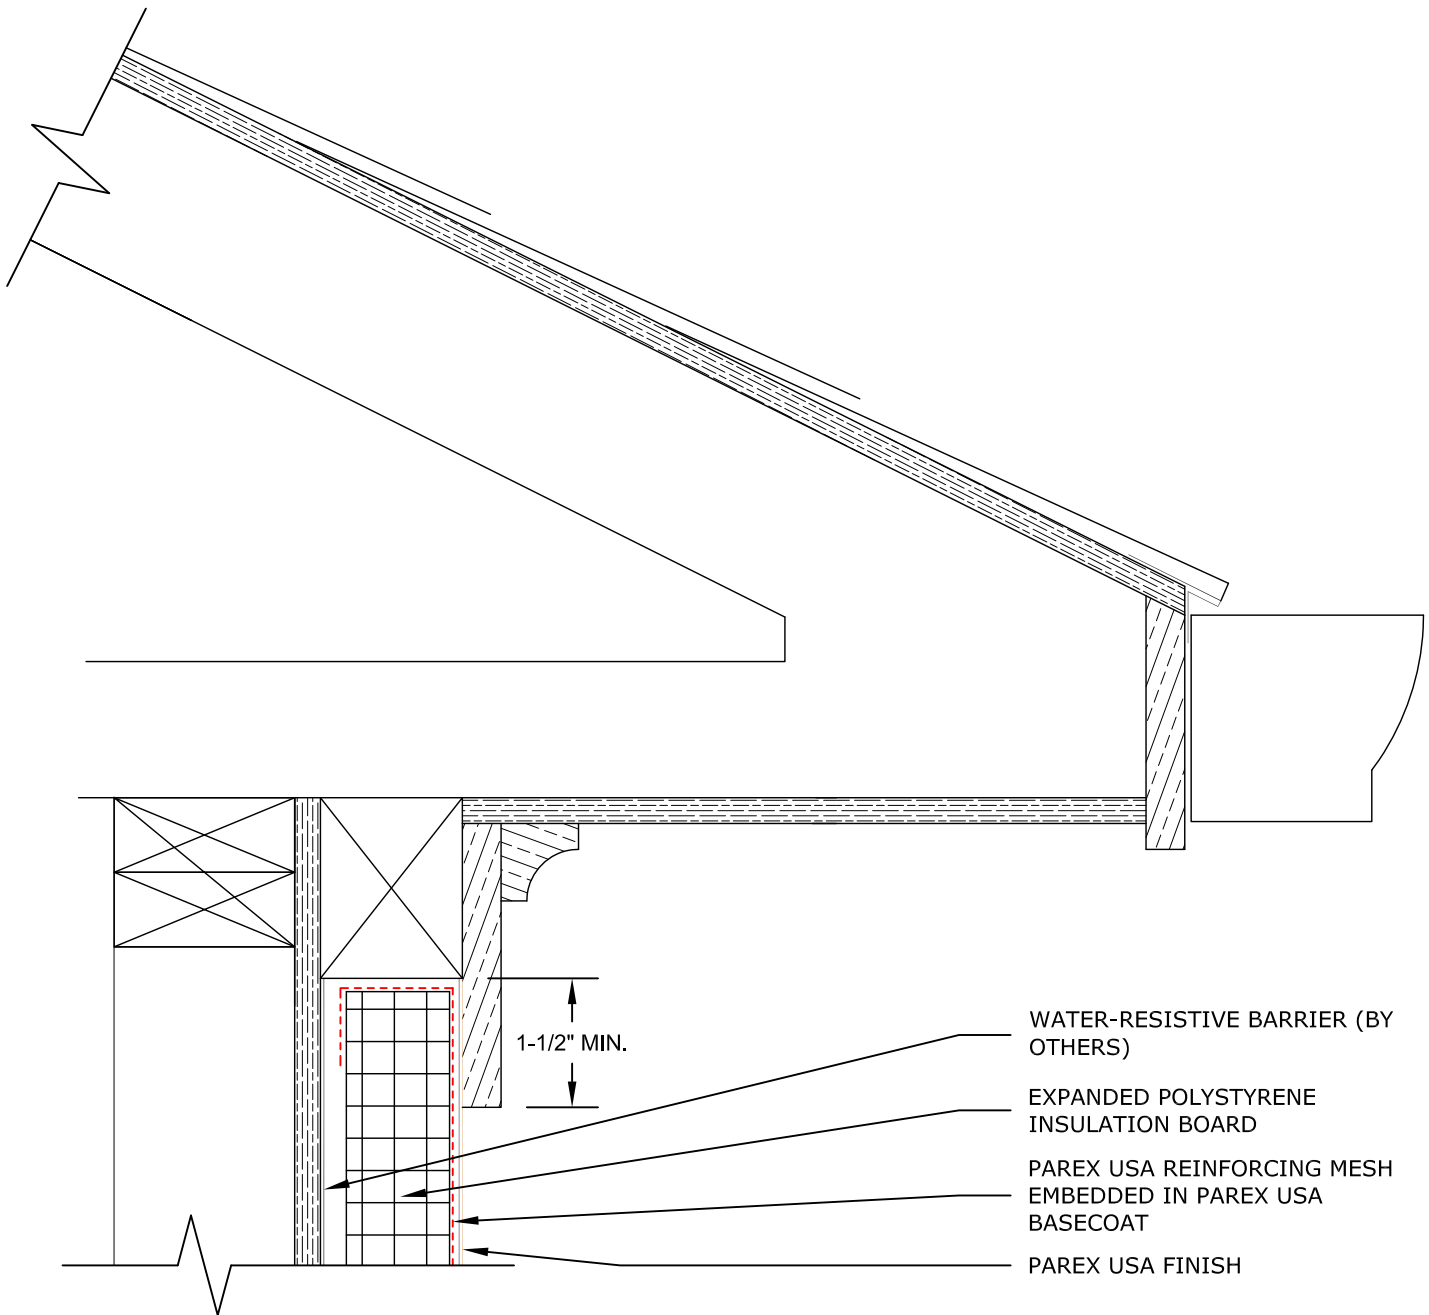 1-1/2" MIN.
WATER-RESISTIVE BARRIER (BY
OTHERS)
EXPANDED POLYSTYRENE
INSULATION BOARD
PAREX USA REINFORCING MESH
EMBEDDED IN PAREX USA
BASECOAT
PAREX USA FINISH